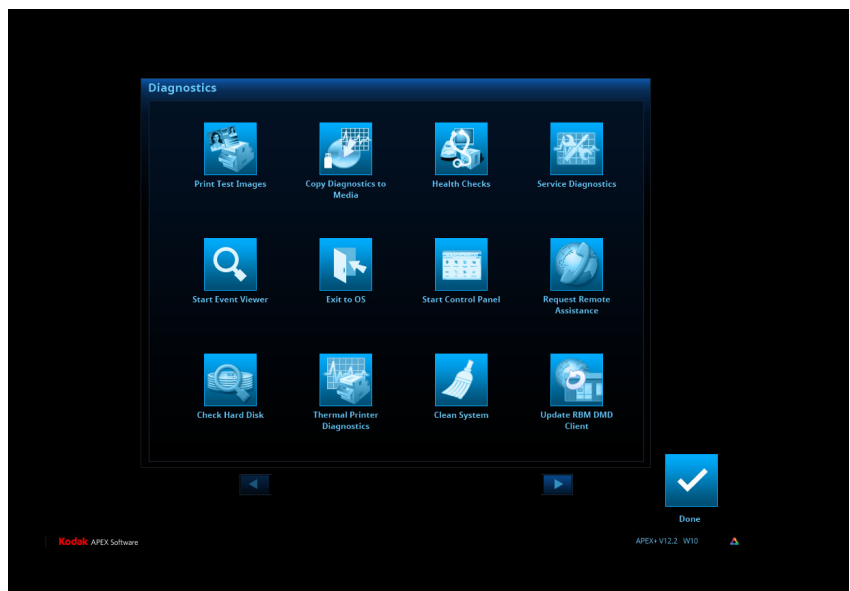 Diagnostics
Print Test Images
Copy Diagnostics to
Media
Health Checks
Service Diagnostics
Start Event Viewer
Exit to OS
Start Control Panel
Request Remote
Assistance
Check Hard Disk
Thermal Printer
Diagnostics
Clean System
Update RBM DMD
Client
Done
Kodak APEX Software
APEX+ V12.2 W10